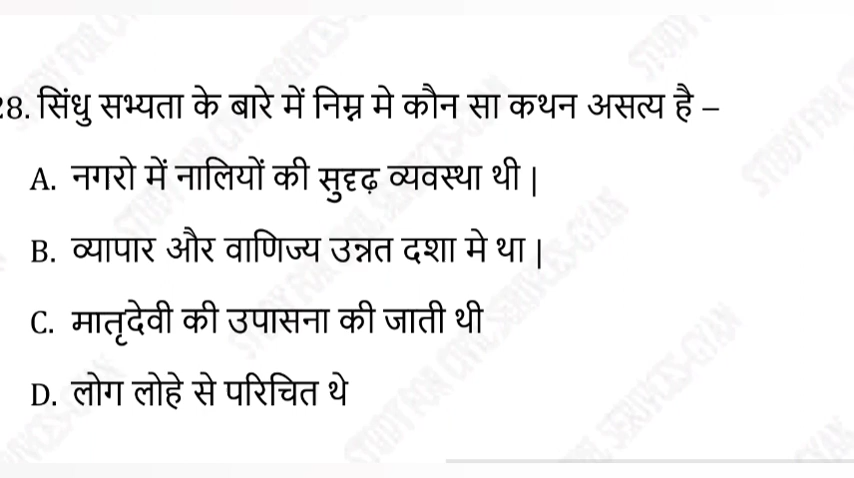 28. सिंधु सभ्यता के बारे में निम्न मे कौन सा कथन असत्य है –
A. नगरो में नालियों की सुदृढ़ व्यवस्था थी |
B. व्यापार और वाणिज्य उन्नत दशा मे था |
C. मातृदेवी की उपासना की जाती थी
D. लोग लोहे से परिचित थे